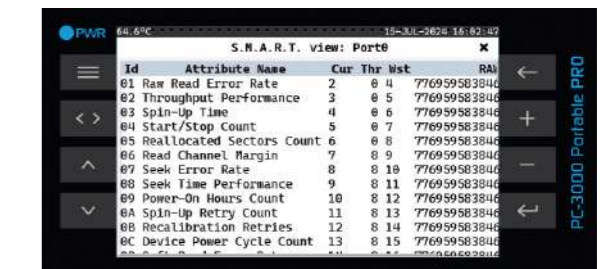 PWR
64.6°C 15-JUL-2024 16:02:47
S.M.A.R.T. view: Port0 ×
Id Attribute Name Cur Thr Wst RAW
01 Raw Read Error Rate 2 0 4 776959583846
02 Throughput Performance 3 0 5 776959583846
03 Spin-Up Time 4 0 6 776959583846
04 Start/Stop Count 5 0 7 776959583846
05 Reallocated Sectors Count 6 0 8 776959583846
06 Read Channel Margin 7 8 9 776959583846
07 Seek Error Rate 8 8 10 776959583846
08 Seek Time Performance 9 8 11 776959583846
09 Power-On Hours Count 10 8 12 776959583846
0A Spin-Up Retry Count 11 8 13 776959583846
0B Recalibration Retries 12 8 14 776959583846
0C Device Power Cycle Count 13 8 15 776959583846
PC-3000 Portable PRO